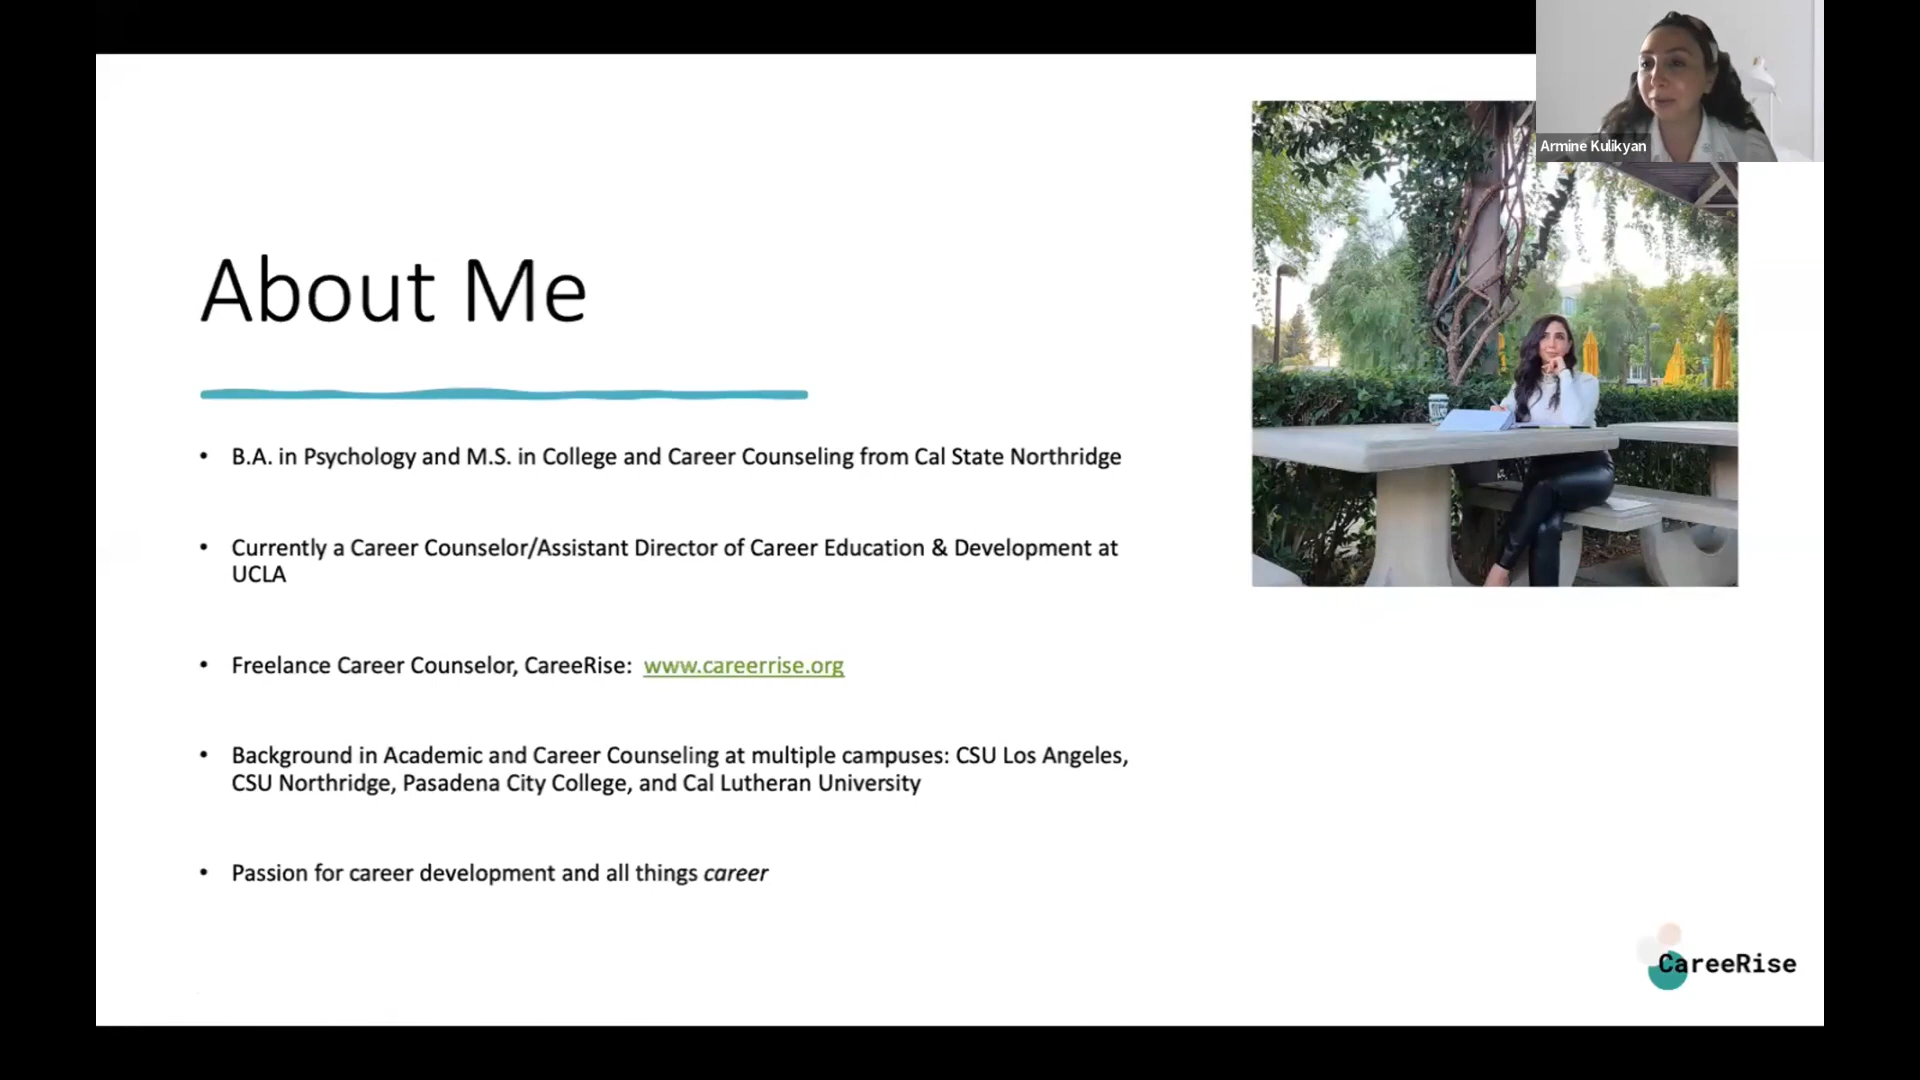 Armine Kulikyan
About Me
• B.A. in Psychology and M.S. in College and Career Counseling from Cal State Northridge
• Currently a Career Counselor/Assistant Director of Career Education & Development at
UCLA
• Freelance Career Counselor, CareeRise: www.careerrise.org
• Background in Academic and Career Counseling at multiple campuses: CSU Los Angeles,
CSU Northridge, Pasadena City College, and Cal Lutheran University
• Passion for career development and all things career
CareeRise